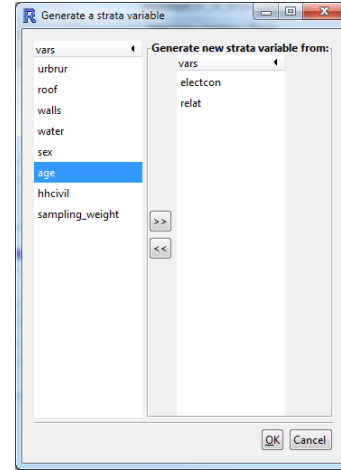 Generate a strata variable
vars
urbrur
roof
walls
water
sex
age
hhcivil
sampling_weight
>>
<<
Generate new strata variable from:
vars
electcon
relat
OK
Cancel